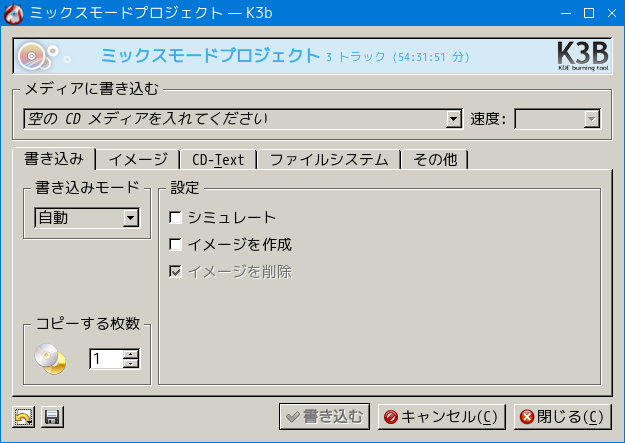 ミックスモードプロジェクト — K3b
ミックスモードプロジェクト 3 トラック (54:31:51 分)
K3B
KDE burning tool
メディアに書き込む
空の CD メディアを入れてください 速度:
書き込み イメージ CD-Text ファイルシステム その他
書き込みモード 設定
自動 シミュレート
イメージを作成
イメージを削除
コピーする枚数
1
書き込む キャンセル(C) 閉じる(C)